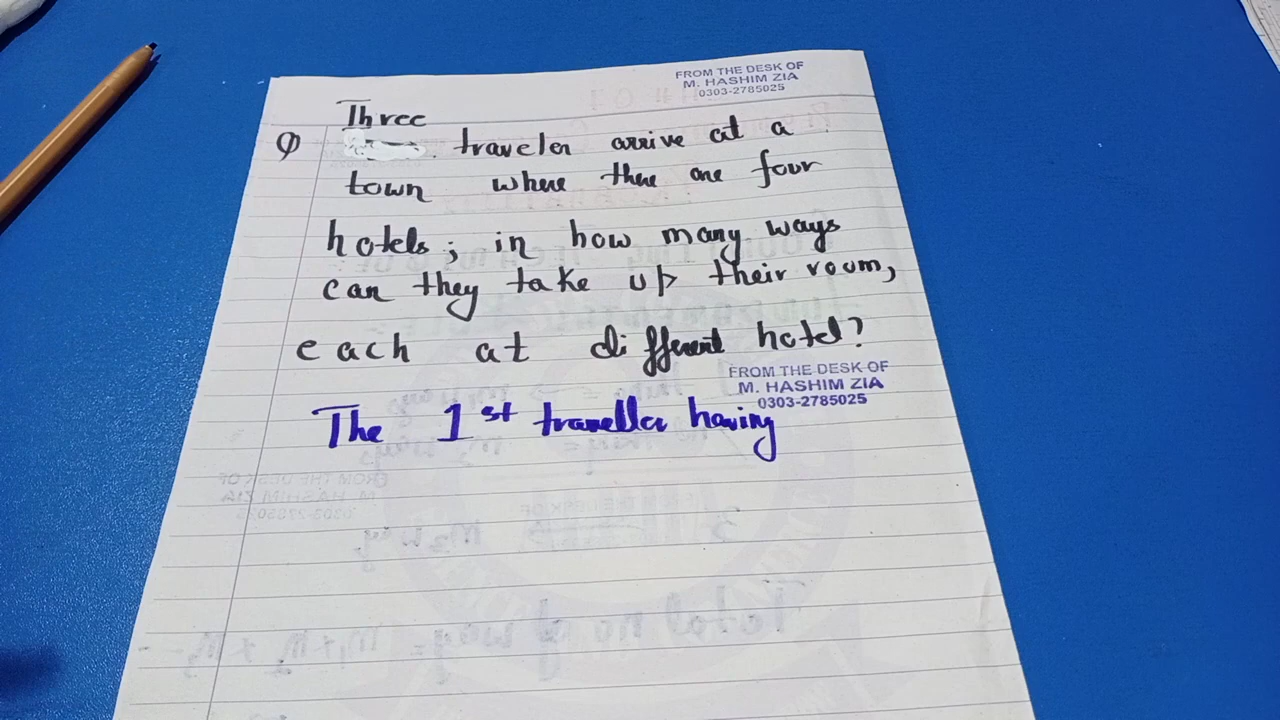 FROM THE DESK OF
M. HASHIM ZIA
0303-2785025
Three
Q traveler arrive at a
town where there are four
hotels; in how many ways
can they take up their room,
each at different hotel?
FROM THE DESK OF
M. HASHIM ZIA
0303-2785025
The 1st traveller having